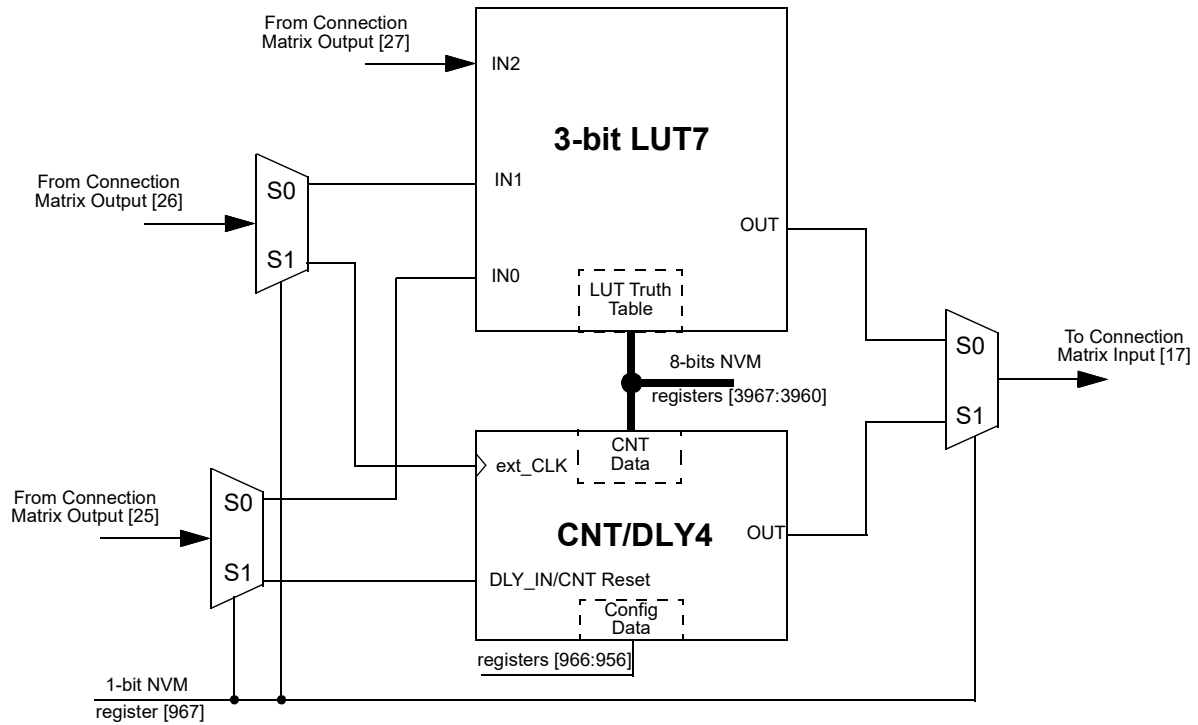 From Connection
Matrix Output [27]
IN2
3-bit LUT7
From Connection
Matrix Output [26]
S0
S1
IN1
IN0
OUT
LUT Truth
Table
8-bits NVM
registers [3967:3960]
S0
S1
To Connection
Matrix Input [17]
CNT
Data
ext_CLK
From Connection
Matrix Output [25]
S0
S1
CNT/DLY4
OUT
DLY_IN/CNT Reset
Config
Data
registers [966:956]
1-bit NVM
register [967]